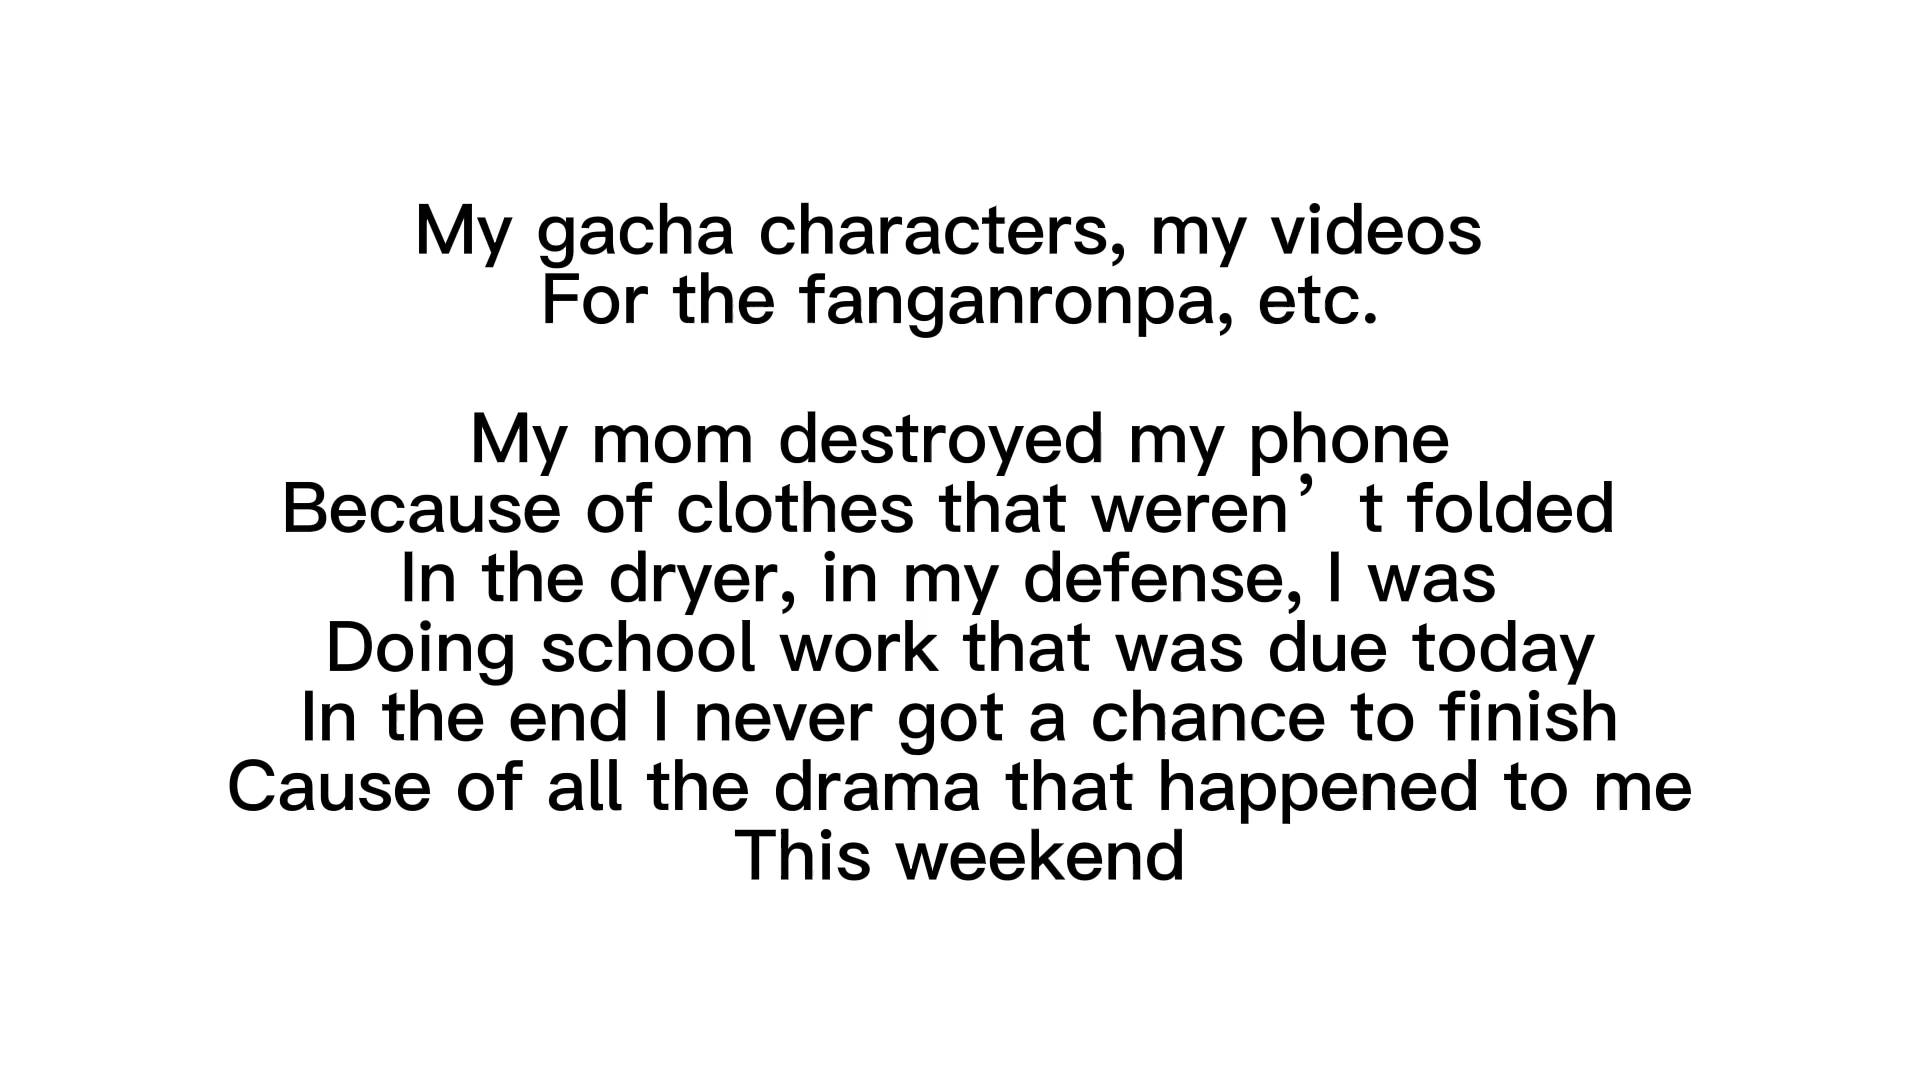 My gacha characters, my videos
For the fanganronpa, etc.
My mom destroyed my phone
Because of clothes that weren’t folded
In the dryer, in my defense, I was
Doing school work that was due today
In the end I never got a chance to finish
Cause of all the drama that happened to me
This weekend